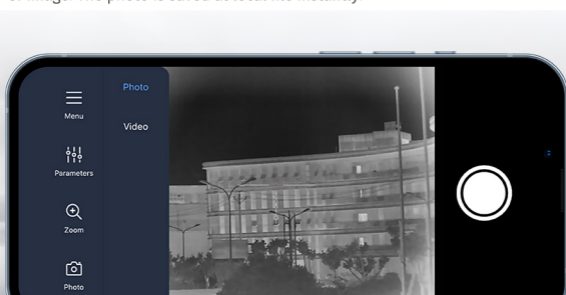 of image. The photo is saved at local file instantly.
Photo
Menu
Video
Parameters
Zoom
Photo